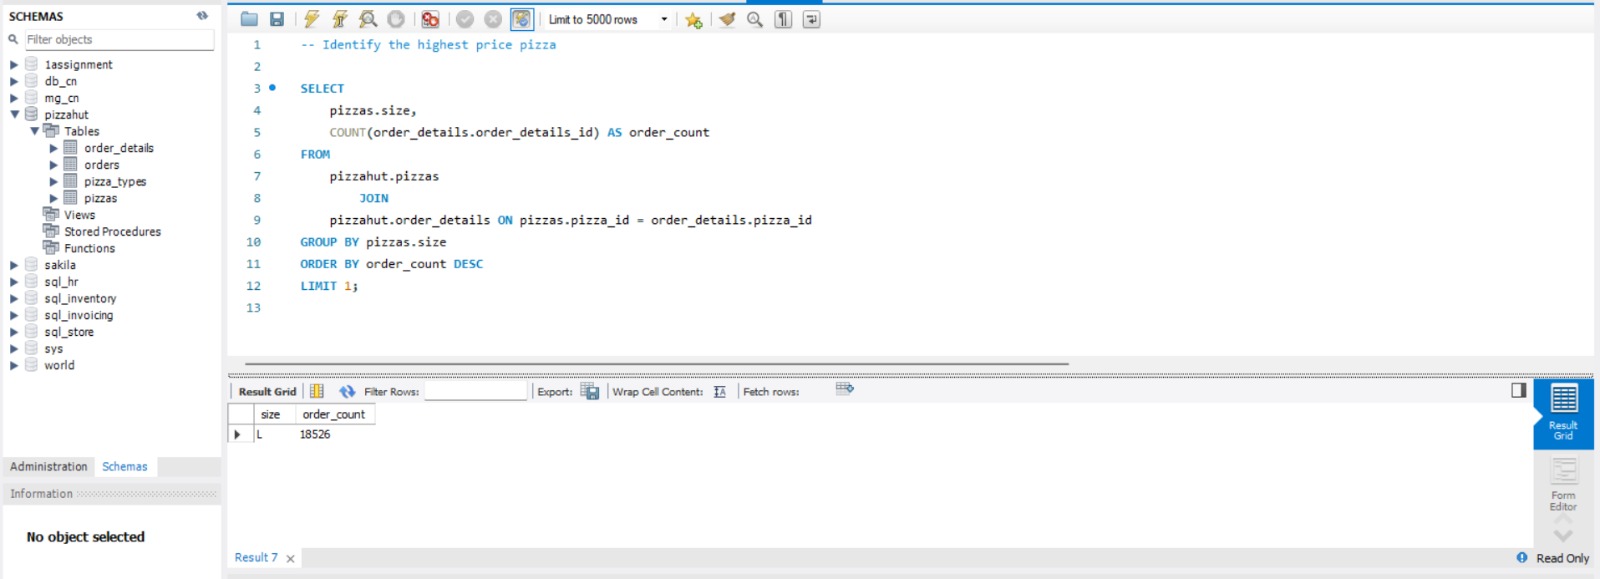 SCHEMAS
Filter objects
1assignment
db_cn
mg_cn
pizzahut
Tables
order_details
orders
pizza_types
pizzas
Views
Stored Procedures
Functions
sakila
sql_hr
sql_inventory
sql_invoicing
sql_store
sys
world
Administration Schemas
Information
No object selected
Limit to 5000 rows
1 -- Identify the highest price pizza
2
3 SELECT
4 pizzas.size,
5 COUNT(order_details.order_details_id) AS order_count
6 FROM
7 pizzahut.pizzas
8 JOIN
9 pizzahut.order_details ON pizzas.pizza_id = order_details.pizza_id
10 GROUP BY pizzas.size
11 ORDER BY order_count DESC
12 LIMIT 1;
13
Result Grid Filter Rows: Export: Wrap Cell Content: Fetch rows:
size order_count
L 18526
Result
Grid
Form
Editor
Result 7
Read Only